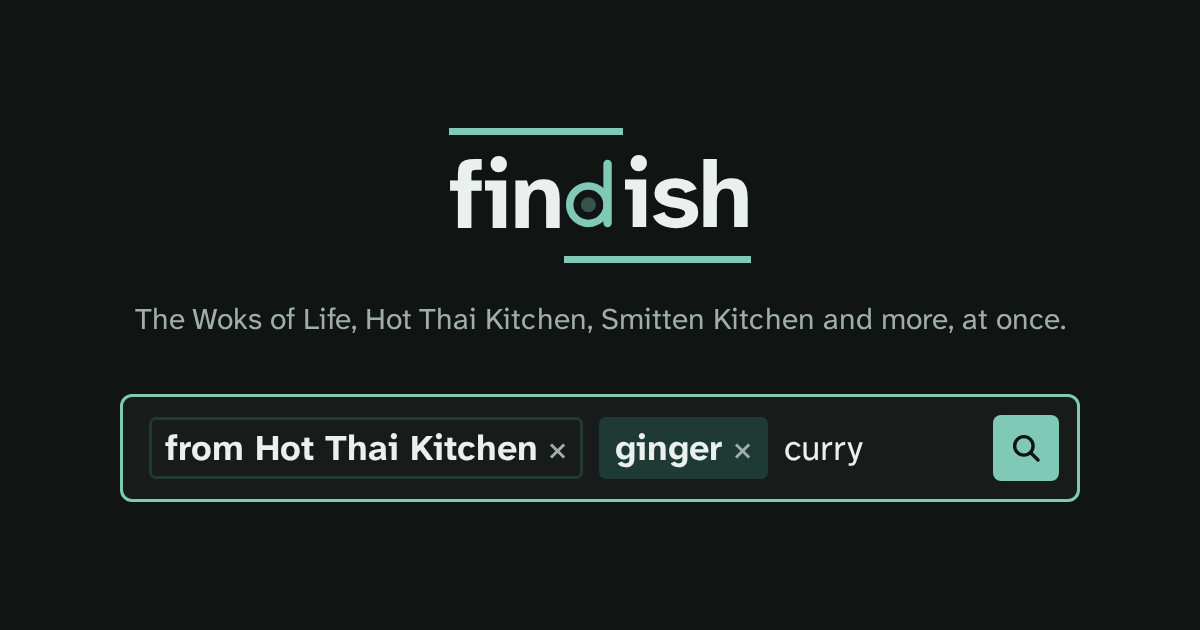 findish
The Woks of Life, Hot Thai Kitchen, Smitten Kitchen and more, at once.
from Hot Thai Kitchen × ginger × curry